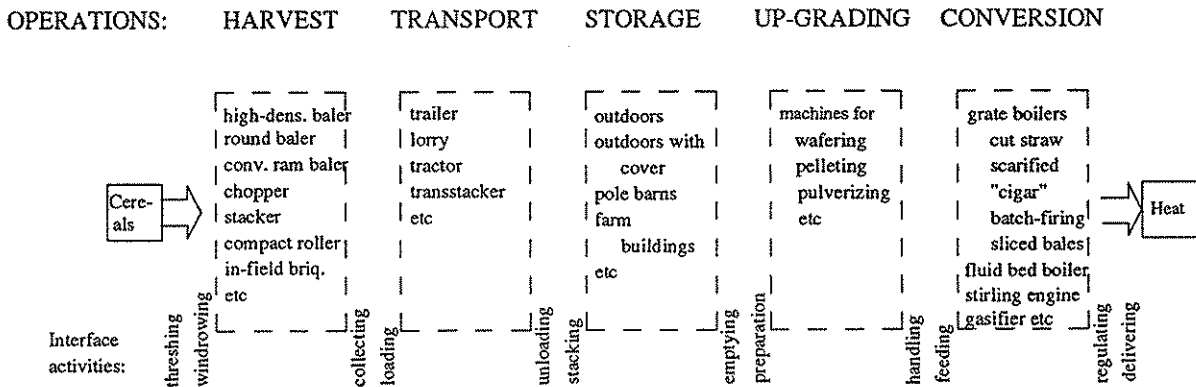 OPERATIONS: HARVEST TRANSPORT STORAGE UP-GRADING CONVERSION
Cere-
als
high-dens. baler
round baler
conv. ram baler
chopper
stacker
compact roller
in-field briq.
etc
trailer
lorry
tractor
transstacker
etc
outdoors
outdoors with
cover
pole barns
farm
buildings
etc
machines for
wafering
pelleting
pulverizing
etc
grate boilers
cut straw
scarified
"cigar"
batch-firing
sliced bales
fluid bed boiler
stirling engine
gasifier etc
Heat
Interface
activities:
threshing
windrowing
collecting
loading
unloading
stacking
emptying
preparation
handling
feeding
regulating
delivering